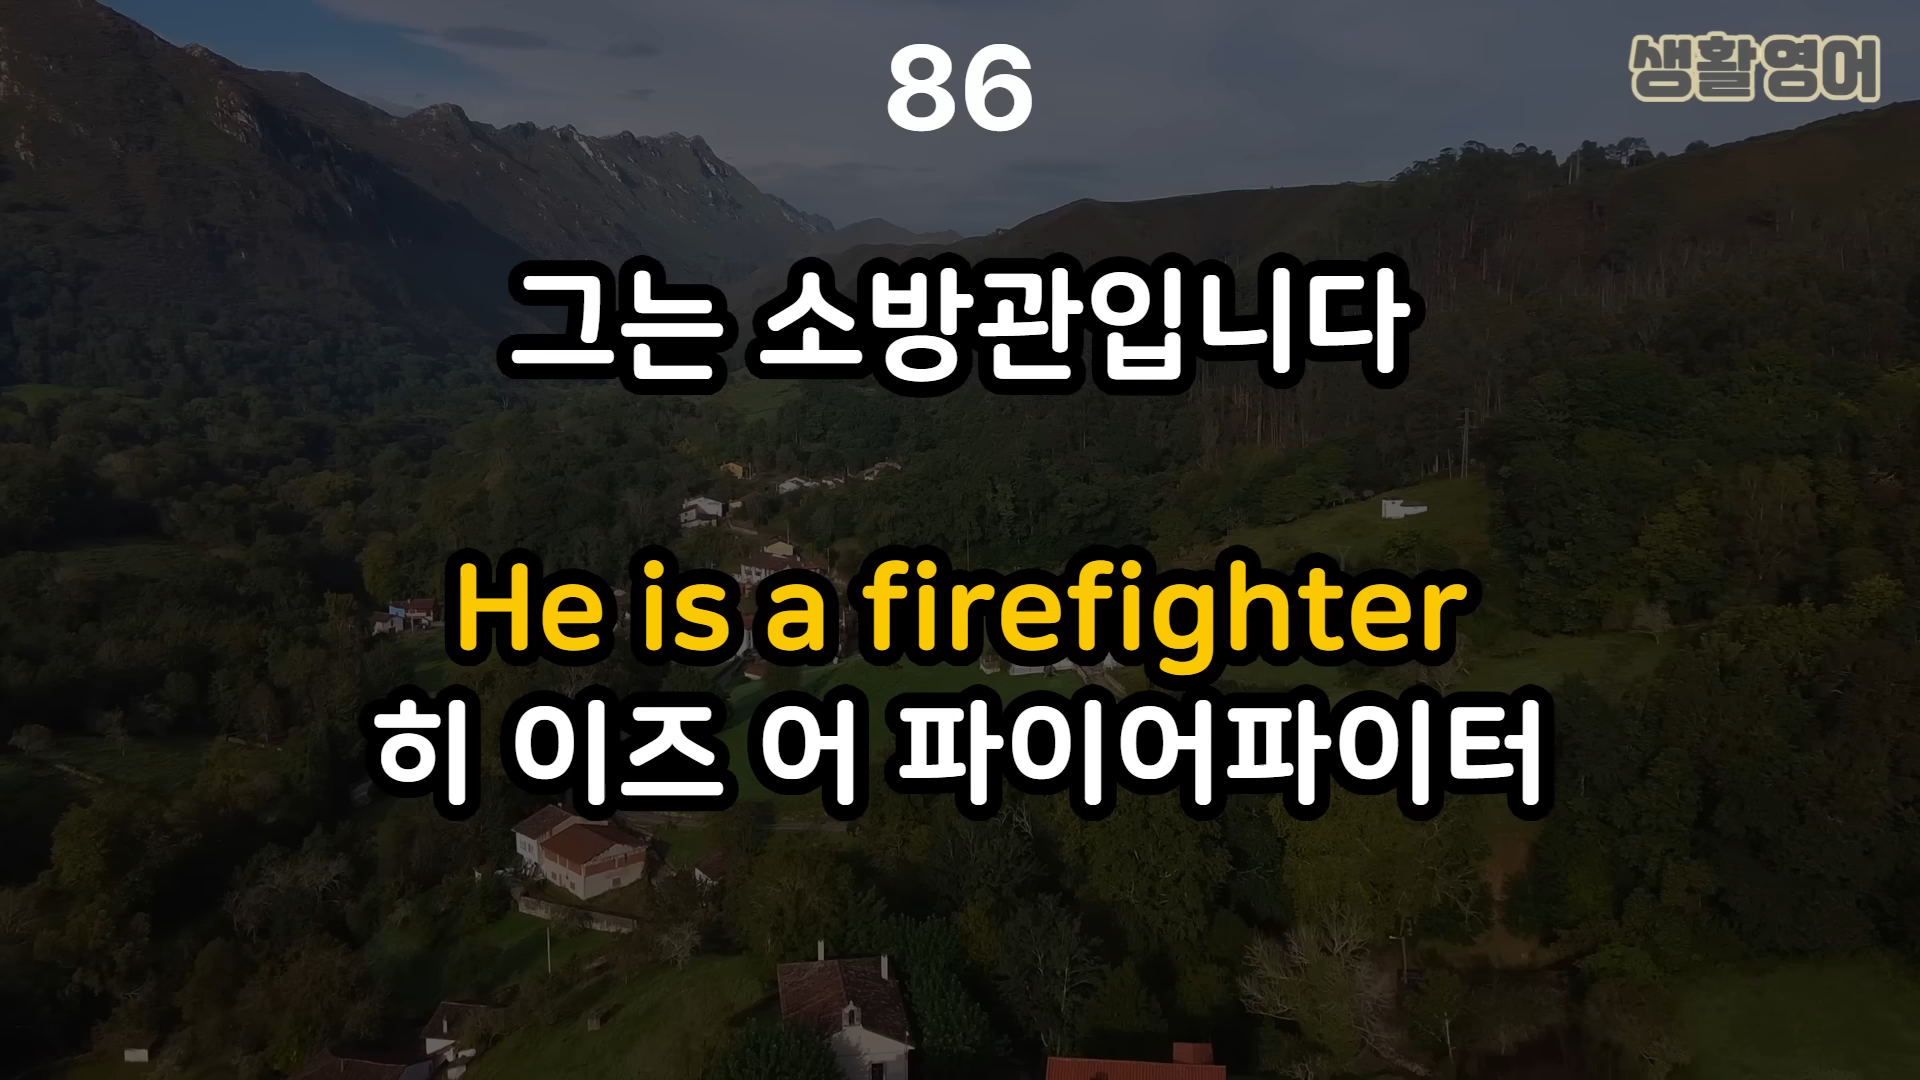 86
생활영어
그는 소방관입니다
He is a firefighter
히 이즈 어 파이어파이터